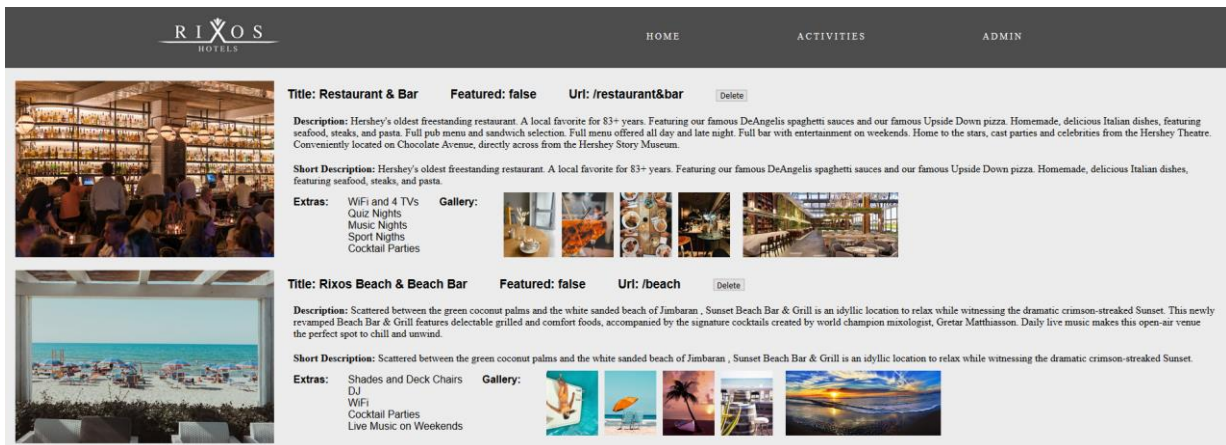 RIXOS
HOTELS
HOME ACTIVITIES ADMIN
Title: Restaurant & Bar Featured: false Url: /restaurant&bar Delete
Description: Hershey's oldest freestanding restaurant. A local favorite for 83+ years. Featuring our famous DeAngelis spaghetti sauces and our famous Upside Down pizza. Homemade, delicious Italian dishes, featuring
seafood, steaks, and pasta. Full pub menu and sandwich selection. Full menu offered all day and late night. Full bar with entertainment on weekends. Home to the stars, cast parties and celebrities from the Hershey Theatre.
Conveniently located on Chocolate Avenue, directly across from the Hershey Story Museum.
Short Description: Hershey's oldest freestanding restaurant. A local favorite for 83+ years. Featuring our famous DeAngelis spaghetti sauces and our famous Upside Down pizza. Homemade, delicious Italian dishes,
featuring seafood, steaks, and pasta.
Extras: WiFi and 4 TVs Gallery:
Quiz Nights
Music Nights
Sport Nigths
Cocktail Parties
Title: Rixos Beach & Beach Bar Featured: false Url: /beach Delete
Description: Scattered between the green coconut palms and the white sanded beach of Jimbaran , Sunset Beach Bar & Grill is an idyllic location to relax while witnessing the dramatic crimson-streaked Sunset. This newly
revamped Beach Bar & Grill features delectable grilled and comfort foods, accompanied by the signature cocktails created by world champion mixologist, Gretar Matthiasson. Daily live music makes this open-air venue
the perfect spot to chill and unwind.
Short Description: Scattered between the green coconut palms and the white sanded beach of Jimbaran , Sunset Beach Bar & Grill is an idyllic location to relax while witnessing the dramatic crimson-streaked Sunset.
Extras: Shades and Deck Chairs Gallery:
DJ
WiFi
Cocktail Parties
Live Music on Weekends